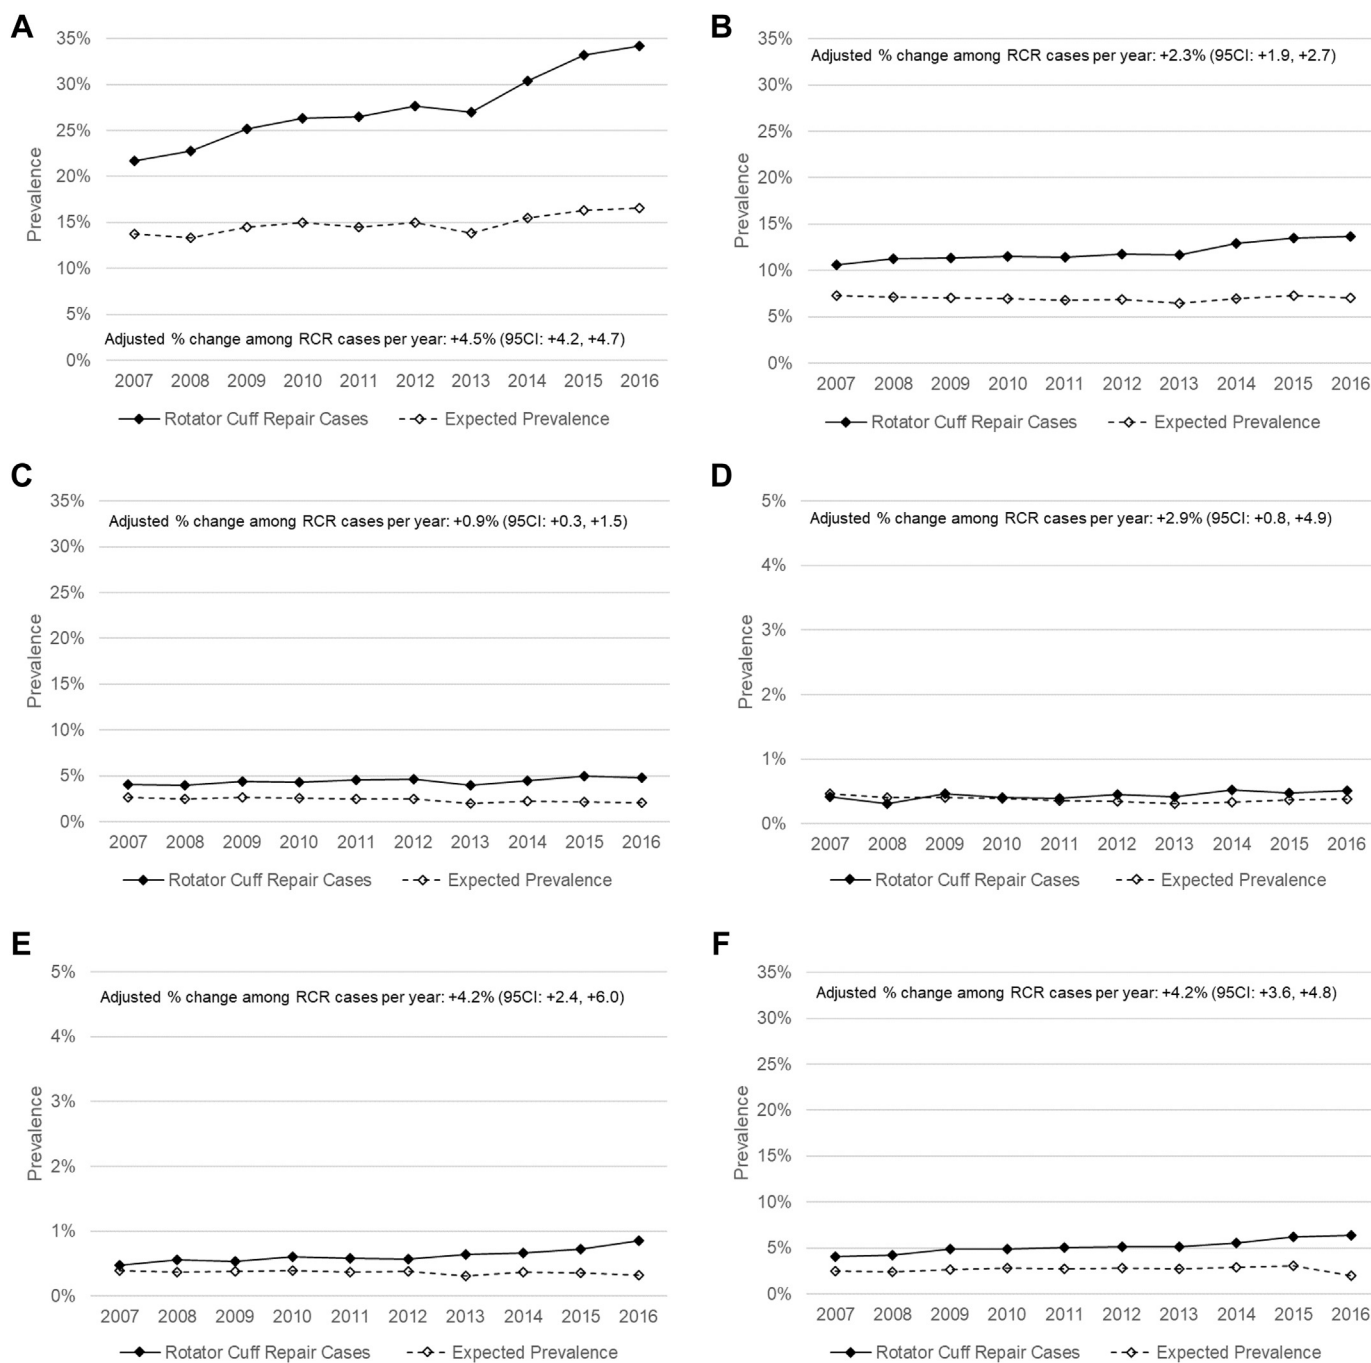 A
35%
30%
25%
20%
15%
10%
5%
0%
Prevalence
Adjusted % change among RCR cases per year: +4.5% (95CI: +4.2, +4.7)
2007 2008 2009 2010 2011 2012 2013 2014 2015 2016
Rotator Cuff Repair Cases Expected Prevalence
B
35%
30%
25%
20%
15%
10%
5%
0%
Prevalence
Adjusted % change among RCR cases per year: +2.3% (95CI: +1.9, +2.7)
2007 2008 2009 2010 2011 2012 2013 2014 2015 2016
Rotator Cuff Repair Cases Expected Prevalence
C
35%
30%
25%
20%
15%
10%
5%
0%
Prevalence
Adjusted % change among RCR cases per year: +0.9% (95CI: +0.3, +1.5)
2007 2008 2009 2010 2011 2012 2013 2014 2015 2016
Rotator Cuff Repair Cases Expected Prevalence
D
5%
4%
3%
2%
1%
0%
Prevalence
Adjusted % change among RCR cases per year: +2.9% (95CI: +0.8, +4.9)
2007 2008 2009 2010 2011 2012 2013 2014 2015 2016
Rotator Cuff Repair Cases Expected Prevalence
E
5%
4%
3%
2%
1%
0%
Prevalence
Adjusted % change among RCR cases per year: +4.2% (95CI: +2.4, +6.0)
2007 2008 2009 2010 2011 2012 2013 2014 2015 2016
Rotator Cuff Repair Cases Expected Prevalence
F
35%
30%
25%
20%
15%
10%
5%
0%
Prevalence
Adjusted % change among RCR cases per year: +4.2% (95CI: +3.6, +4.8)
2007 2008 2009 2010 2011 2012 2013 2014 2015 2016
Rotator Cuff Repair Cases Expected Prevalence